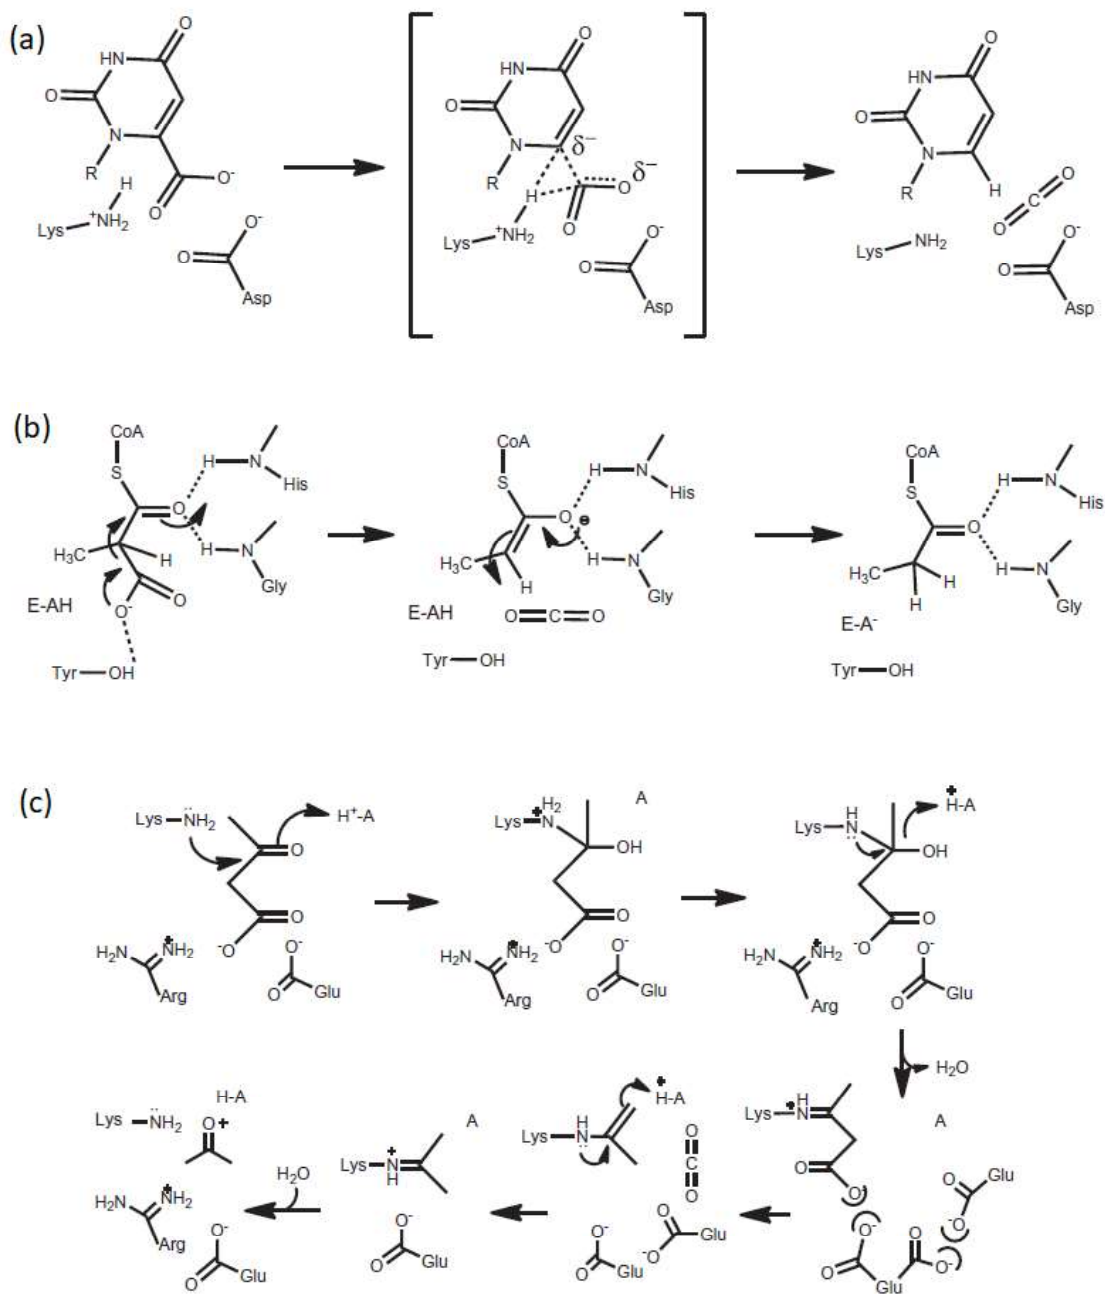 (a)
O O O
HN HN HN
O O O
N N N
δ⁻
R H O⁻ R H O δ⁻ R H O
O O C
Lys ⁺NH₂ Lys ⁺NH₂ Lys NH₂ O
O⁻ O⁻ O⁻
O O O
Asp Asp Asp
(b)
CoA CoA CoA
H N H N H N
S His S His S His
O O ⊖ O
H₃C H H N H₃C H N H₃C H N
Gly H Gly H H Gly
O
E-AH O⁻ E-AH O C O E-A⁻
Tyr OH Tyr OH Tyr OH
(c)
Lys N̈H₂ H⁺-A Lys ⁺N H₂ A Lys N̈ H H-A ⁺
O OH OH
O O O
⁻O O⁻ ⁻O O⁻ ⁻O O⁻
H₂N ⁺NH₂ H₂N ⁺NH₂ H₂N ⁺NH₂
Arg O Glu Arg O Glu Arg O Glu
H₂O
H-A H-A ⁺ H
Lys N̈H₂ A H Lys ⁺N A
O⁺ Lys N̈ O
Lys ⁺N C
H O O
H₂N ⁺NH₂ H₂O O⁻
O Glu
Arg O⁻ O⁻ O⁻ ⁻O Glu O⁻ O ⁻O
O Glu O Glu O Glu O Glu O⁻